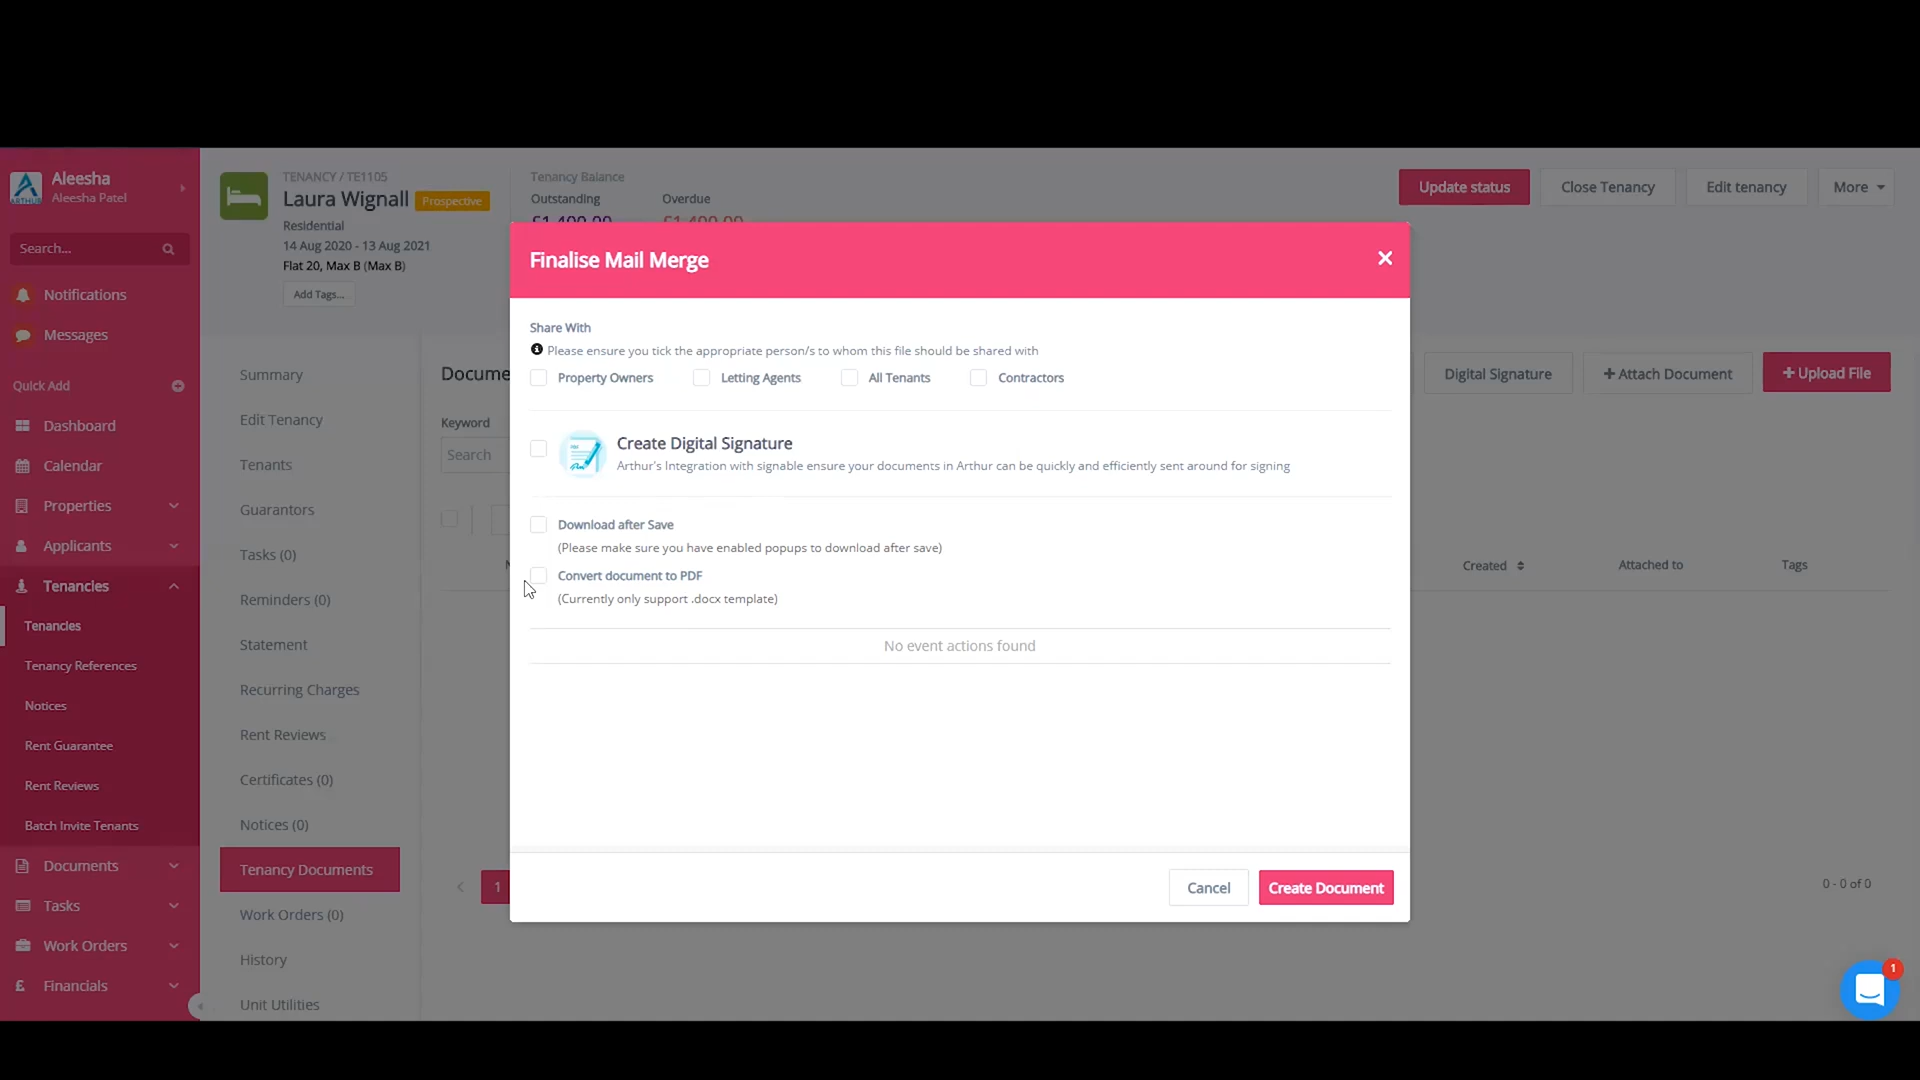 Aleesha
Aleesha Patel
ARTHUR
Search...
Notifications
Messages
Quick Add
Dashboard
Calendar
Properties
Applicants
Tenancies
Tenancies
Tenancy References
Notices
Rent Guarantee
Rent Reviews
Batch Invite Tenants
Documents
Tasks
Work Orders
Financials
TENANCY / TE1105
Laura Wignall Prospective
Residential
14 Aug 2020 - 13 Aug 2021
Flat 20, Max B (Max B)
Add Tags...
Tenancy Balance
Outstanding Overdue
£1,400.00 £1,400.00
Update status Close Tenancy Edit tenancy More
Summary
Edit Tenancy
Tenants
Guarantors
Tasks (0)
Reminders (0)
Statement
Recurring Charges
Rent Reviews
Certificates (0)
Notices (0)
Tenancy Documents
Work Orders (0)
History
Unit Utilities
Docume
Digital Signature + Attach Document + Upload File
Keyword
Search
Created Attached to Tags
< 1
0 - 0 of 0
Finalise Mail Merge
Share With
Please ensure you tick the appropriate person/s to whom this file should be shared with
Property Owners Letting Agents All Tenants Contractors
Create Digital Signature
Arthur's Integration with signable ensure your documents in Arthur can be quickly and efficiently sent around for signing
Download after Save
(Please make sure you have enabled popups to download after save)
Convert document to PDF
(Currently only support .docx template)
No event actions found
Cancel Create Document
1